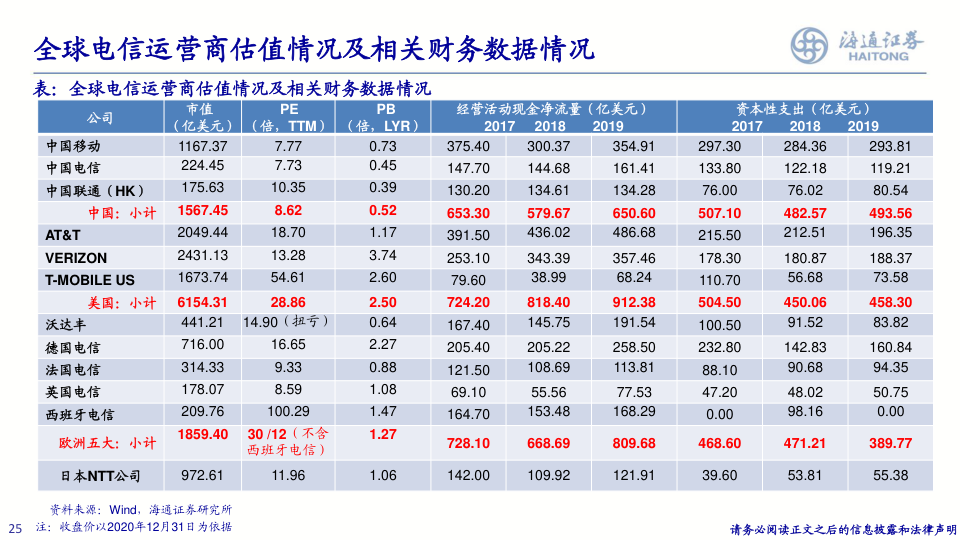 全球电信运营商估值情况及相关财务数据情况
海通证券
HAITONG
表：全球电信运营商估值情况及相关财务数据情况
公司 市值（亿美元） PE（倍，TTM） PB（倍，LYR） 经营活动现金净流量（亿美元） 资本性支出（亿美元）
2017 2018 2019 2017 2018 2019
中国移动 1167.37 7.77 0.73 375.40 300.37 354.91 297.30 284.36 293.81
中国电信 224.45 7.73 0.45 147.70 144.68 161.41 133.80 122.18 119.21
中国联通（HK） 175.63 10.35 0.39 130.20 134.61 134.28 76.00 76.02 80.54
中国：小计 1567.45 8.62 0.52 653.30 579.67 650.60 507.10 482.57 493.56
AT&T 2049.44 18.70 1.17 391.50 436.02 486.68 215.50 212.51 196.35
VERIZON 2431.13 13.28 3.74 253.10 343.39 357.46 178.30 180.87 188.37
T-MOBILE US 1673.74 54.61 2.60 79.60 38.99 68.24 110.70 56.68 73.58
美国：小计 6154.31 28.86 2.50 724.20 818.40 912.38 504.50 450.06 458.30
沃达丰 441.21 14.90（扭亏） 0.64 167.40 145.75 191.54 100.50 91.52 83.82
德国电信 716.00 16.65 2.27 205.40 205.22 258.50 232.80 142.83 160.84
法国电信 314.33 9.33 0.88 121.50 108.69 113.81 88.10 90.68 94.35
英国电信 178.07 8.59 1.08 69.10 55.56 77.53 47.20 48.02 50.75
西班牙电信 209.76 100.29 1.47 164.70 153.48 168.29 0.00 98.16 0.00
欧洲五大：小计 1859.40 30 /12（不含西班牙电信） 1.27 728.10 668.69 809.68 468.60 471.21 389.77
日本NTT公司 972.61 11.96 1.06 142.00 109.92 121.91 39.60 53.81 55.38
资料来源：Wind，海通证券研究所
25 注：收盘价以2020年12月31日为依据
请务必阅读正文之后的信息披露和法律声明